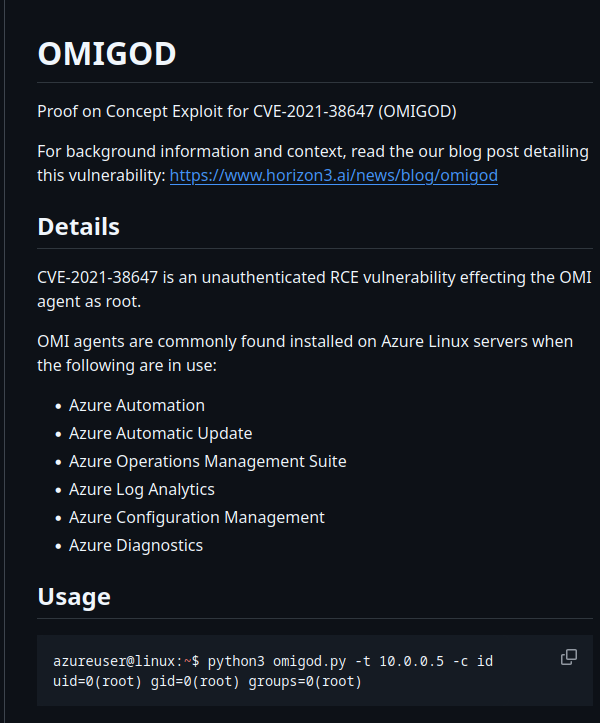 OMIGOD
Proof on Concept Exploit for CVE-2021-38647 (OMIGOD)
For background information and context, read the our blog post detailing
this vulnerability: https://www.horizon3.ai/news/blog/omigod
Details
CVE-2021-38647 is an unauthenticated RCE vulnerability effecting the OMI
agent as root.
OMI agents are commonly found installed on Azure Linux servers when
the following are in use:
• Azure Automation
• Azure Automatic Update
• Azure Operations Management Suite
• Azure Log Analytics
• Azure Configuration Management
• Azure Diagnostics
Usage
azureuser@linux:~$ python3 omigod.py -t 10.0.0.5 -c id
uid=0(root) gid=0(root) groups=0(root)